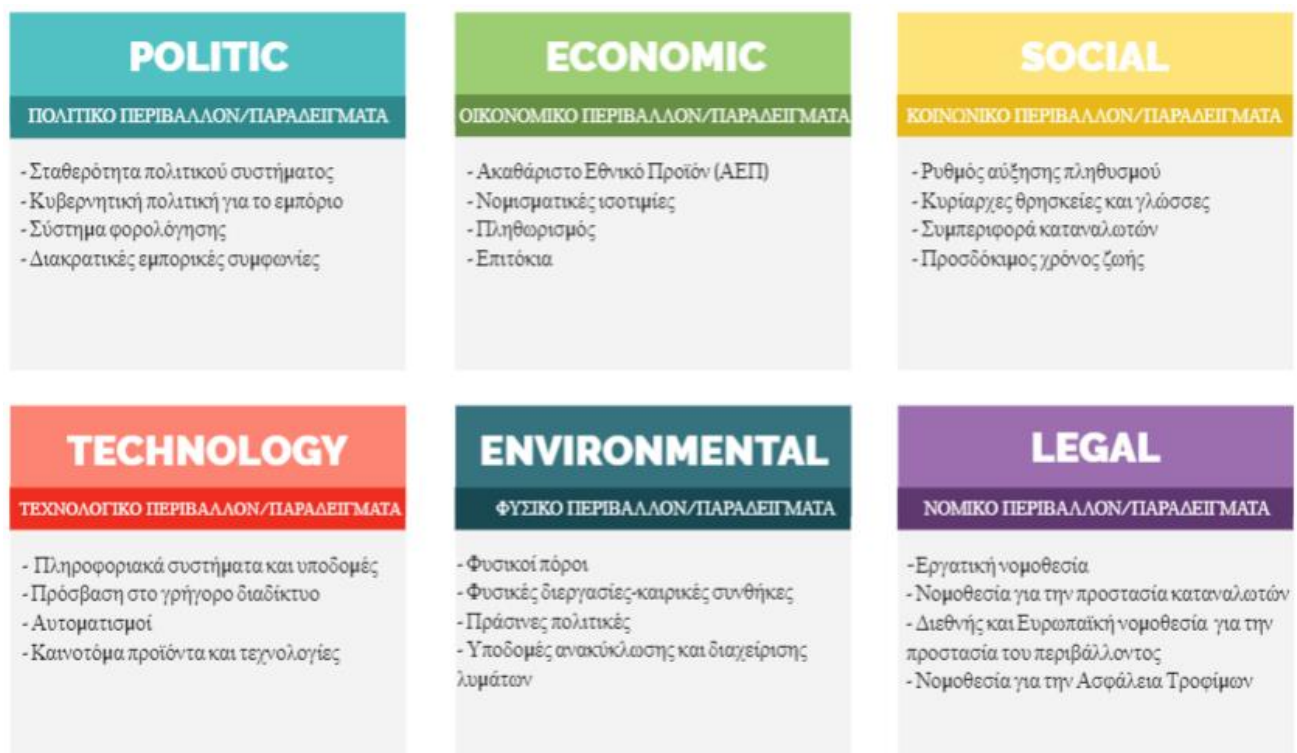 POLITIC
ΠΟΛΙΤΙΚΟ ΠΕΡΙΒΑΛΛΟΝ/ΠΑΡΑΔΕΙΓΜΑΤΑ
- Σταθερότητα πολιτικού συστήματος
- Κυβερνητική πολιτική για το εμπόριο
- Σύστημα φορολόγησης
- Διακρατικές εμπορικές συμφωνίες
ECONOMIC
ΟΙΚΟΝΟΜΙΚΟ ΠΕΡΙΒΑΛΛΟΝ/ΠΑΡΑΔΕΙΓΜΑΤΑ
- Ακαθάριστο Εθνικό Προϊόν (ΑΕΠ)
- Νομισματικές ισοτιμίες
- Πληθωρισμός
- Επιτόκια
SOCIAL
ΚΟΙΝΩΝΙΚΟ ΠΕΡΙΒΑΛΛΟΝ/ΠΑΡΑΔΕΙΓΜΑΤΑ
- Ρυθμός αύξησης πληθυσμού
- Κυρίαρχες θρησκείες και γλώσσες
- Συμπεριφορά καταναλωτών
- Προσδόκιμος χρόνος ζωής
TECHNOLOGY
ΤΕΧΝΟΛΟΓΙΚΟ ΠΕΡΙΒΑΛΛΟΝ/ΠΑΡΑΔΕΙΓΜΑΤΑ
- Πληροφοριακά συστήματα και υποδομές
- Πρόσβαση στο γρήγορο διαδίκτυο
- Αυτοματισμοί
- Καινοτόμα προϊόντα και τεχνολογίες
ENVIRONMENTAL
ΦΥΣΙΚΟ ΠΕΡΙΒΑΛΛΟΝ/ΠΑΡΑΔΕΙΓΜΑΤΑ
- Φυσικοί πόροι
- Φυσικές διεργασίες-καιρικές συνθήκες
- Πράσινες πολιτικές
- Υποδομές ανακύκλωσης και διαχείρισης
λυμάτων
LEGAL
ΝΟΜΙΚΟ ΠΕΡΙΒΑΛΛΟΝ/ΠΑΡΑΔΕΙΓΜΑΤΑ
-Εργατική νομοθεσία
- Νομοθεσία για την προστασία καταναλωτών
- Διεθνής και Ευρωπαϊκή νομοθεσία για την
προστασία του περιβάλλοντος
- Νομοθεσία για την Ασφάλεια Τροφίμων